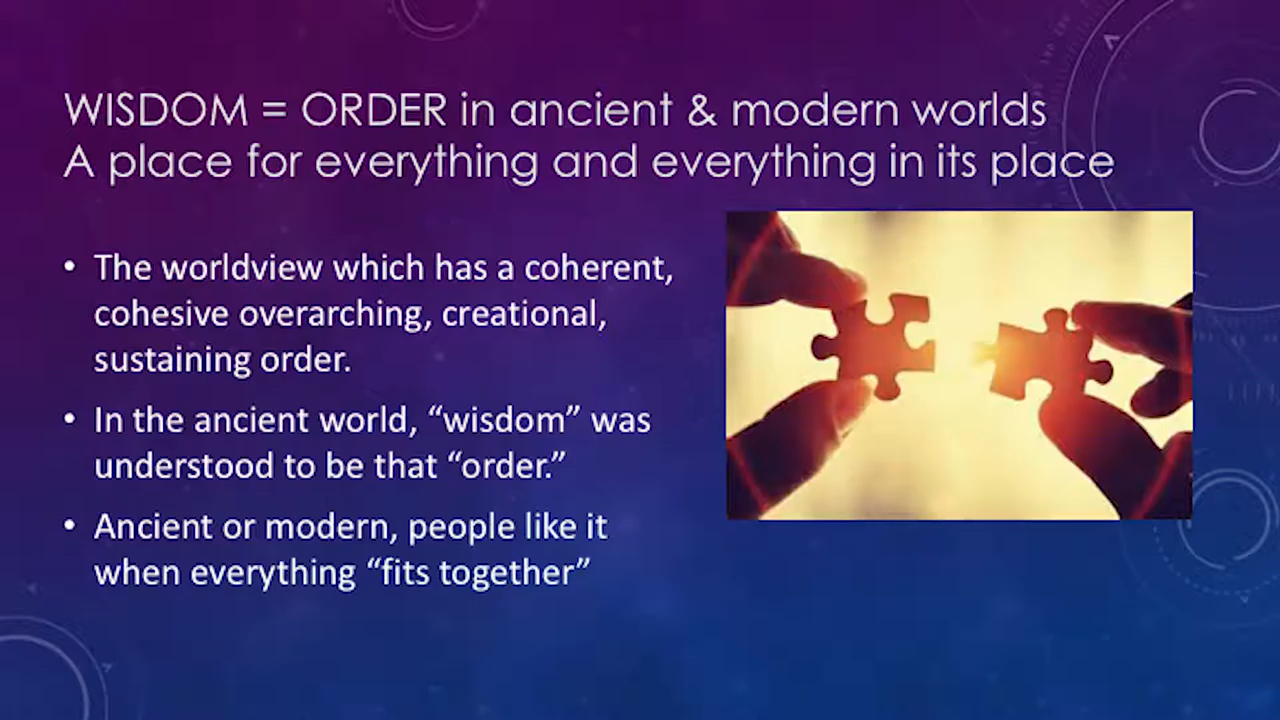 WISDOM = ORDER in ancient & modern worlds
A place for everything and everything in its place
• The worldview which has a coherent,
cohesive overarching, creational,
sustaining order.
• In the ancient world, “wisdom” was
understood to be that “order.”
• Ancient or modern, people like it
when everything “fits together”